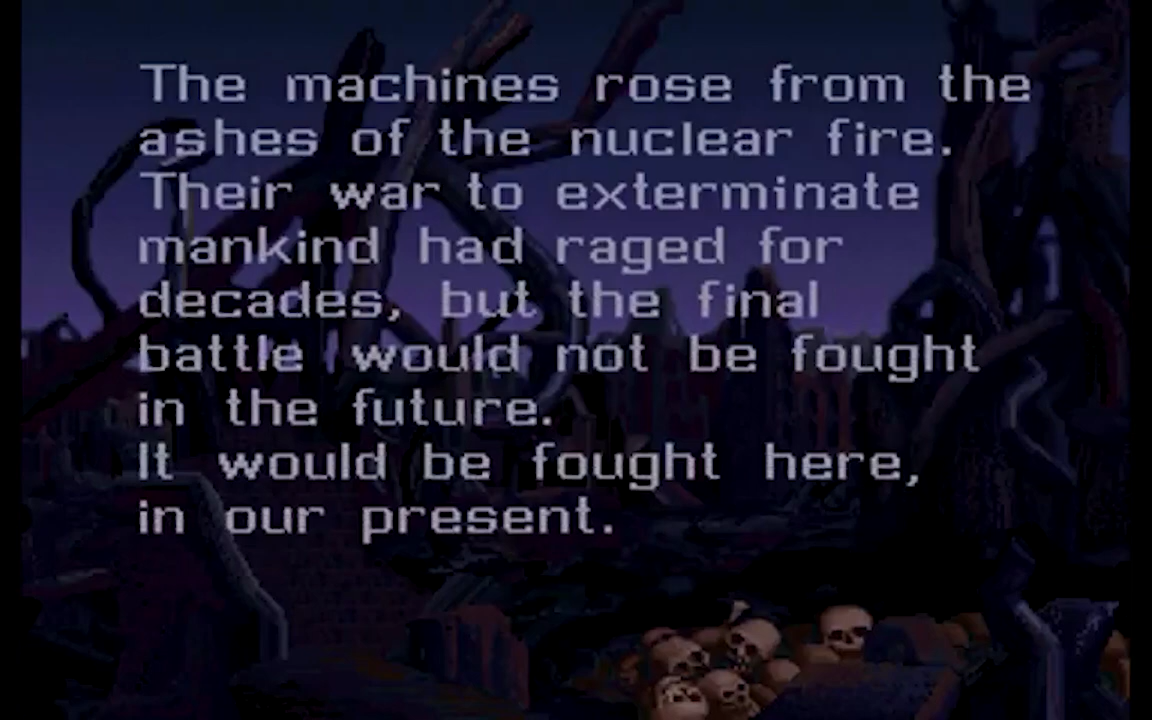 The machines rose from the
ashes of the nuclear fire.
Their war to exterminate
mankind had raged for
decades, but the final
battle would not be fought
in the future.
It would be fought here,
in our present.